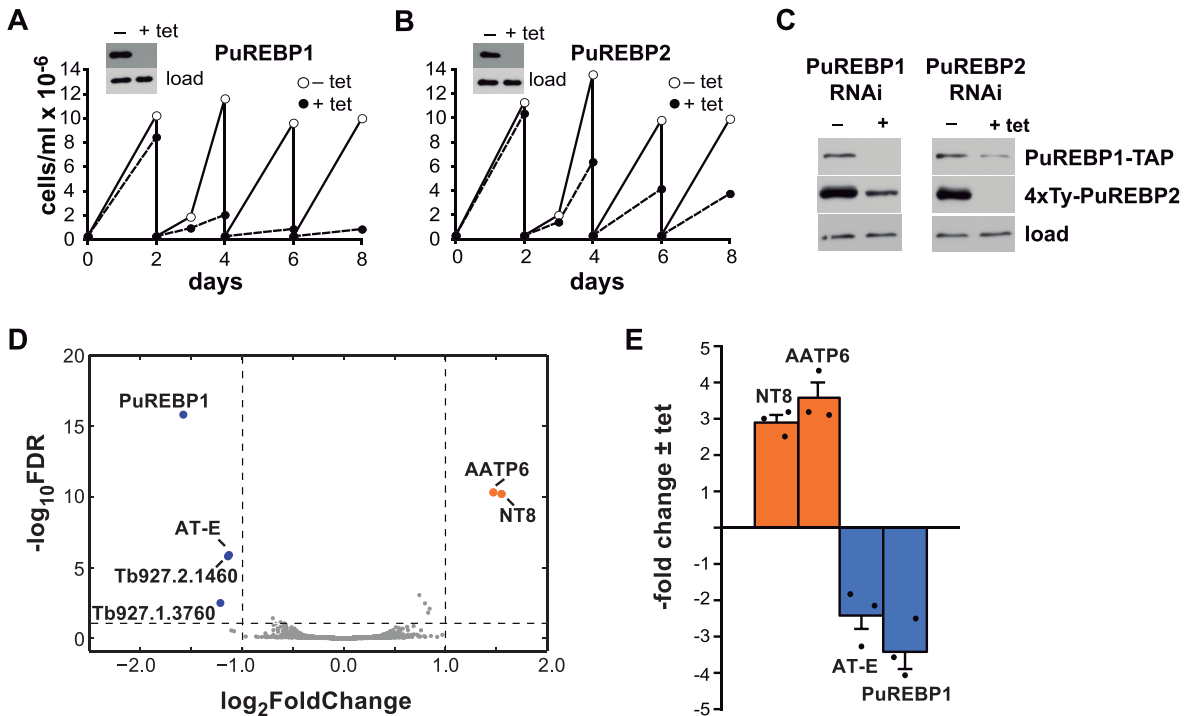 A
– + tet
PuREBP1
load
cells/ml x 10-6
14
12
10
8
6
4
2
0
– tet
+ tet
0 2 4 6 8
days
B
– + tet
PuREBP2
load
14
12
10
8
6
4
2
0
– tet
+ tet
0 2 4 6 8
days
C
PuREBP1 PuREBP2
RNAi RNAi
– + – + tet
PuREBP1-TAP
4xTy-PuREBP2
load
D
-log10FDR
20
15
10
5
0
PuREBP1
AATP6
NT8
AT-E
Tb927.2.1460
Tb927.1.3760
−2.0 −1.0 0.0 1.0 2.0
log2FoldChange
E
-fold change ± tet
5
4
3
2
1
-1
-2
-3
-4
-5
AATP6
NT8
AT-E
PuREBP1